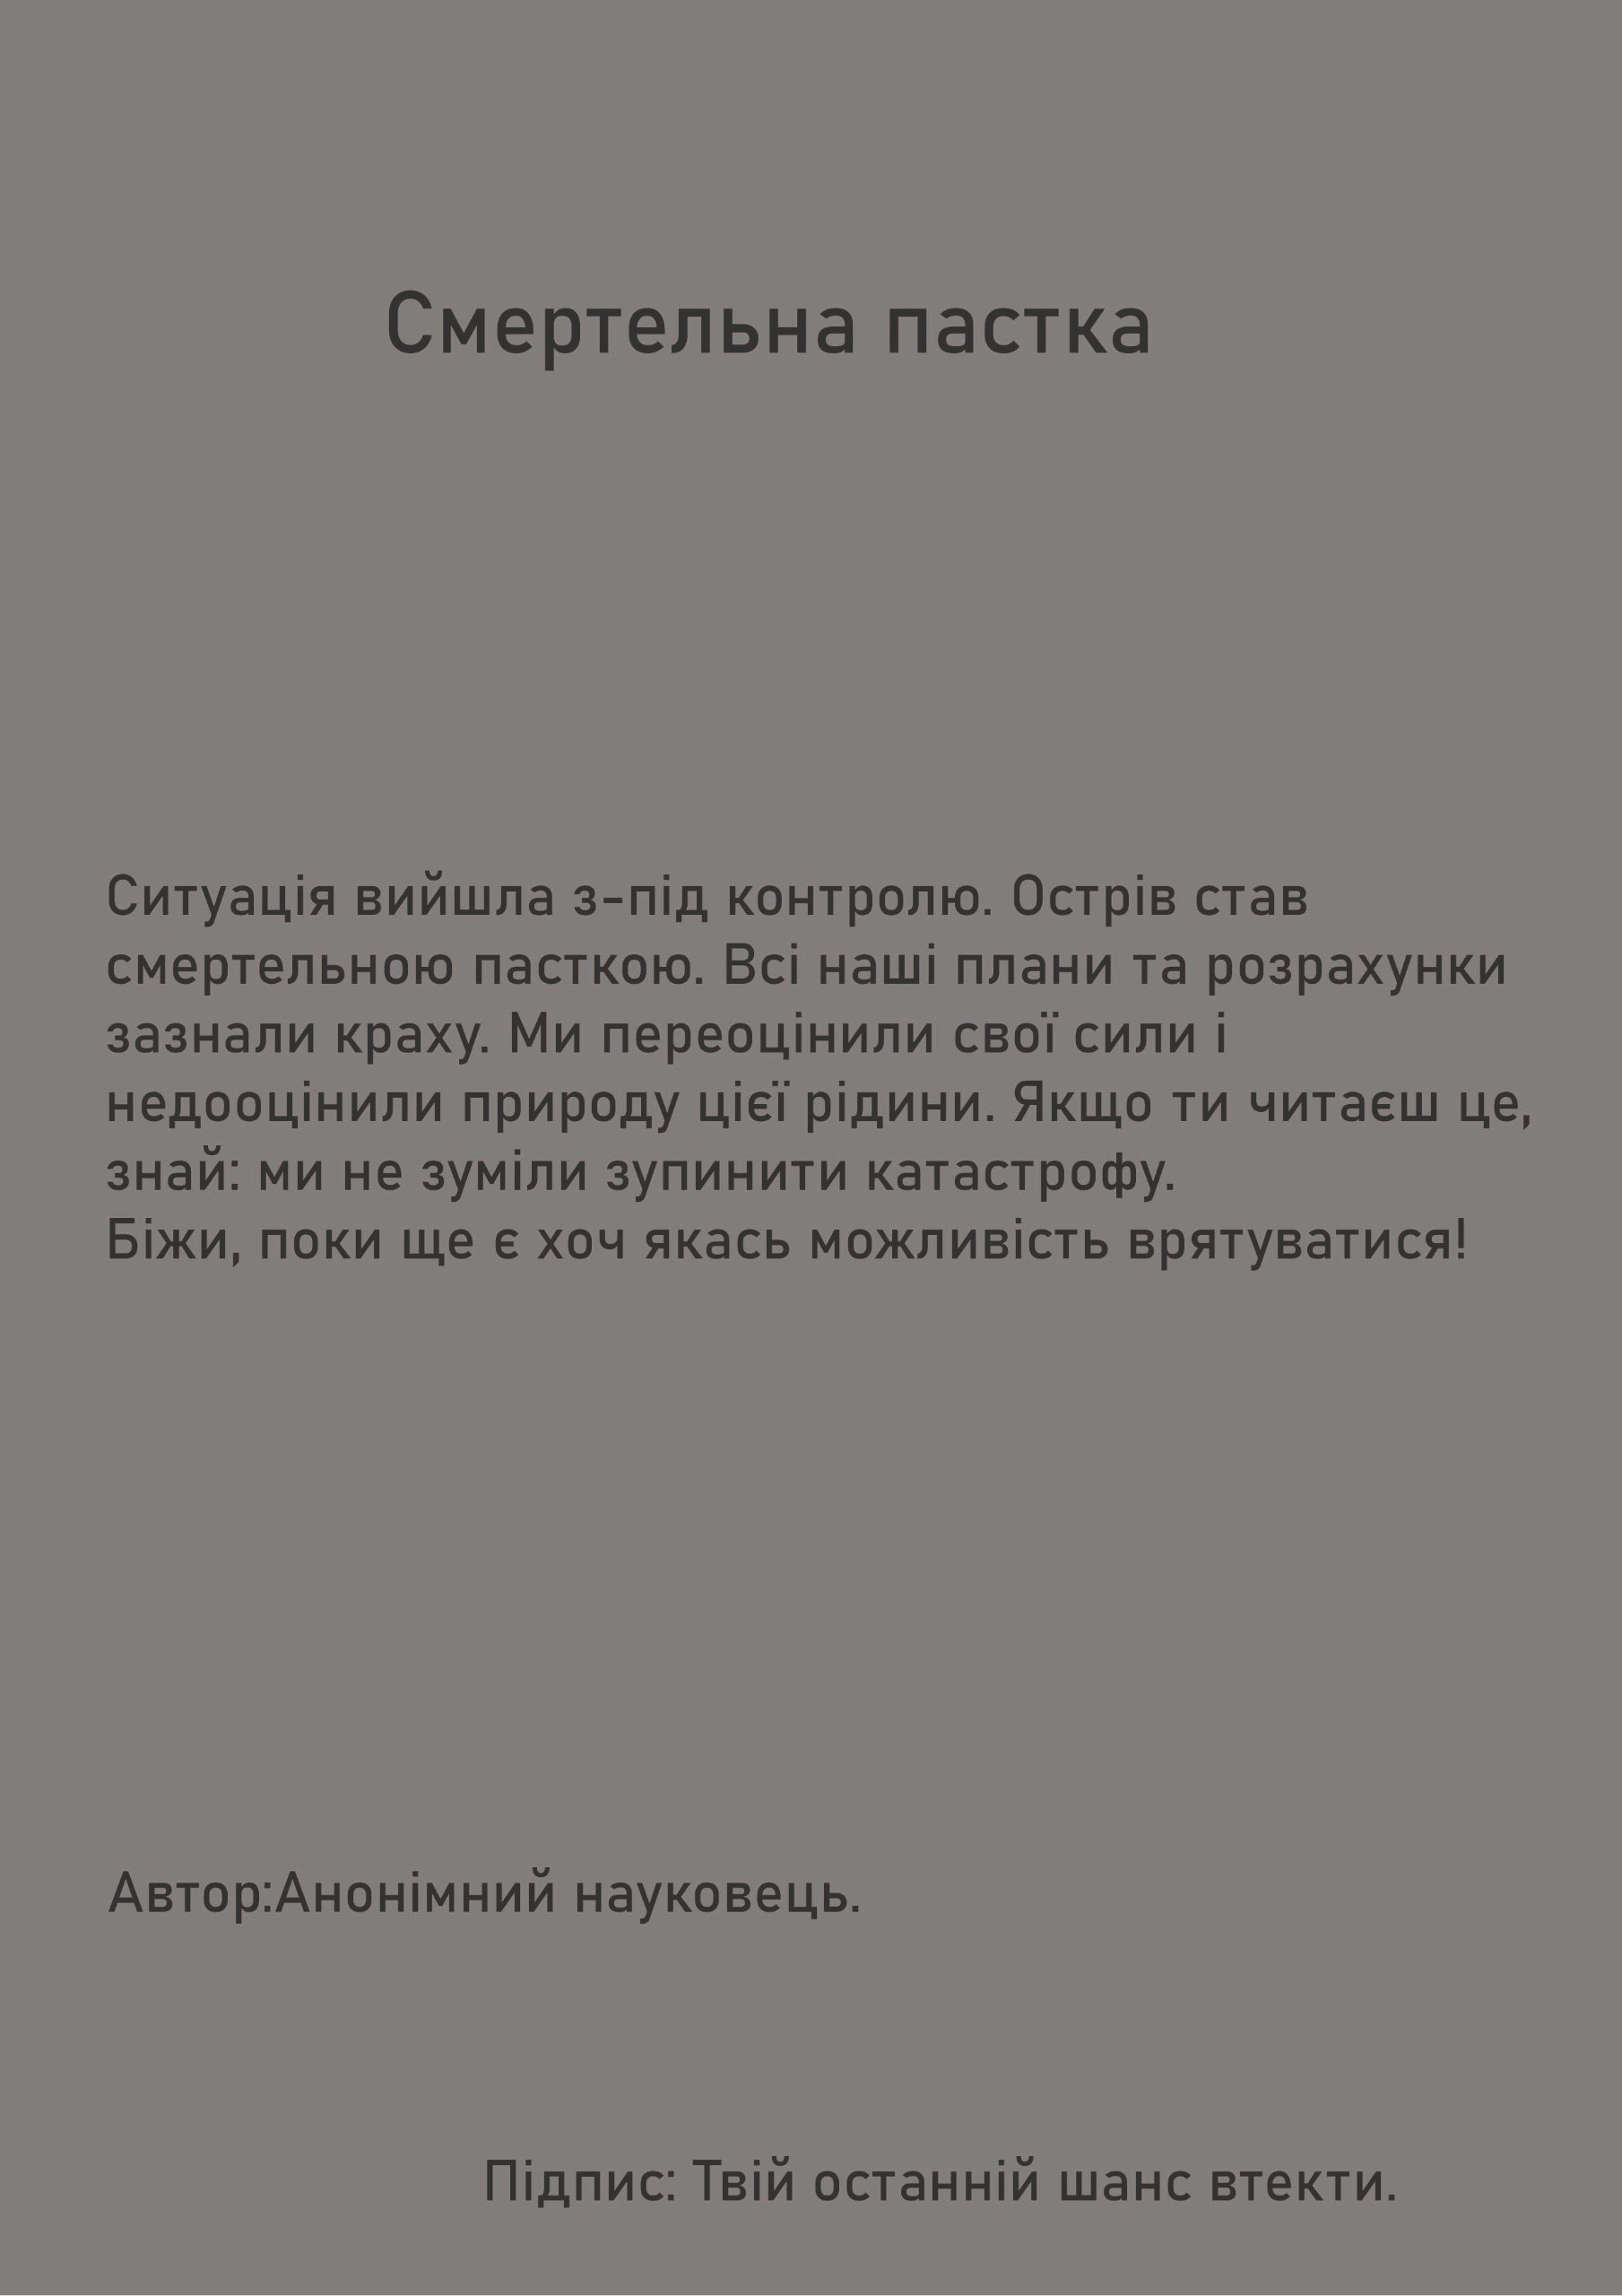 Смертельна пастка
Ситуація вийшла з-під контролю. Острів став
смертельною пасткою. Всі наші плани та розрахунки
зазнали краху. Ми переоцінили свої сили і
недооцінили природу цієї рідини. Якщо ти читаєш це,
знай: ми не зуміли зупинити катастрофу.
Біжи, поки ще є хоч якась можливість врятуватися!
Автор:Анонімний науковець.
Підпис: Твій останній шанс втекти.